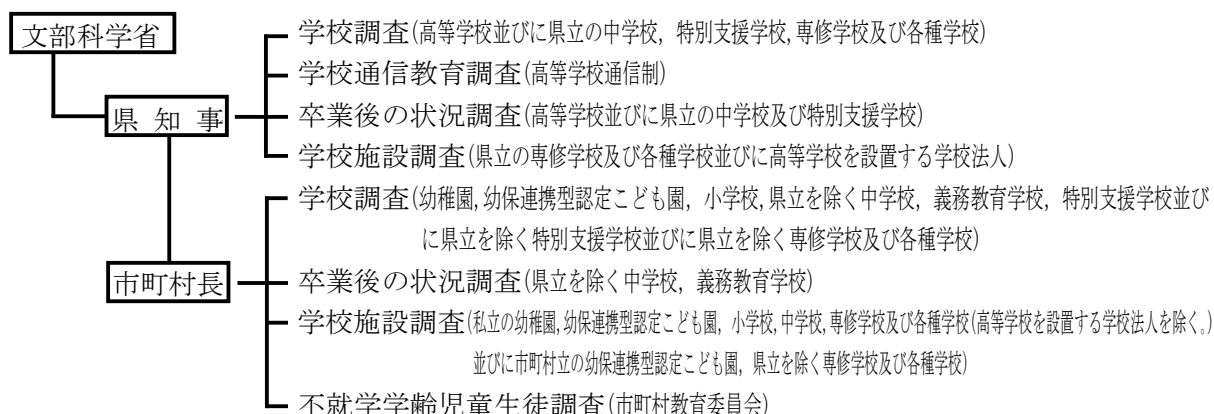 文部科学省
学校調査(高等学校並びに県立の中学校，特別支援学校,専修学校及び各種学校)
学校通信教育調査(高等学校通信制)
県知事
卒業後の状況調査(高等学校並びに県立の中学校及び特別支援学校)
学校施設調査(県立の専修学校及び各種学校並びに高等学校を設置する学校法人)
学校調査(幼稚園,幼保連携型認定こども園，小学校,県立を除く中学校，義務教育学校，特別支援学校並び
に県立を除く特別支援学校並びに県立を除く専修学校及び各種学校)
市町村長
卒業後の状況調査(県立を除く中学校，義務教育学校)
学校施設調査(私立の幼稚園,幼保連携型認定こども園，小学校,中学校,専修学校及び各種学校(高等学校を設置する学校法人を除く。)
並びに市町村立の幼保連携型認定こども園，県立を除く専修学校及び各種学校)
不就学学齢児童生徒調査(市町村教育委員会)